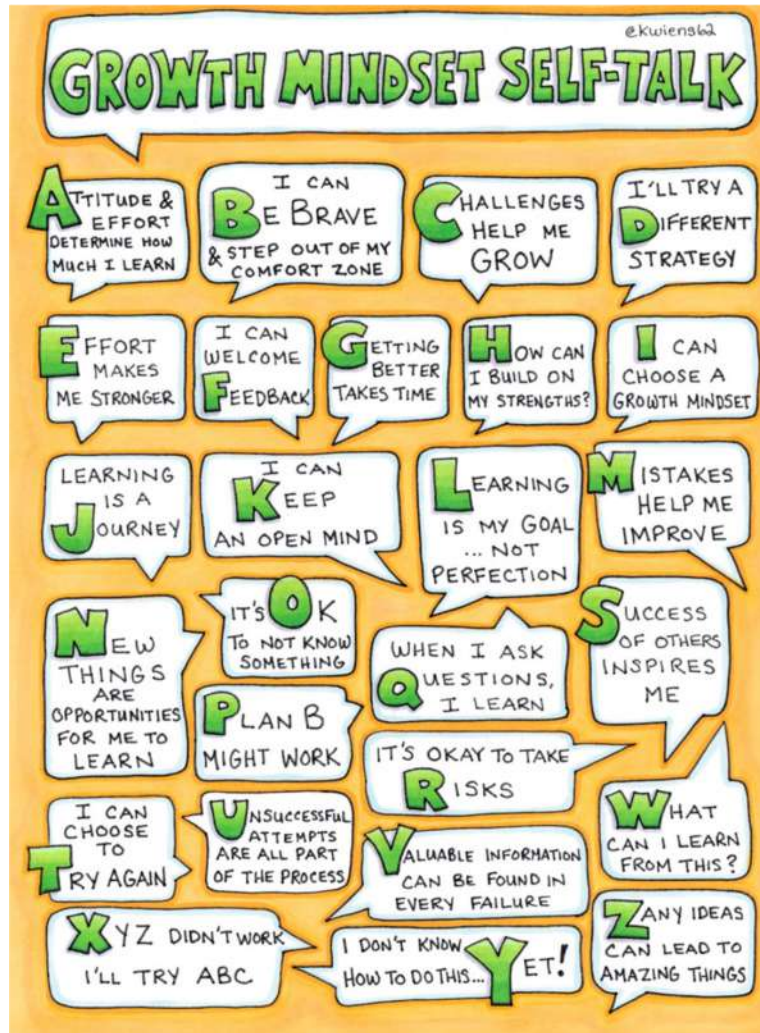 @kwiens62
GROWTH MINDSET SELF-TALK
ATTITUDE &
EFFORT
DETERMINE HOW
MUCH I LEARN
I CAN
BE BRAVE
& STEP OUT OF MY
COMFORT ZONE
CHALLENGES
HELP ME
GROW
I'LL TRY A
DIFFERENT
STRATEGY
EFFORT
MAKES
ME STRONGER
I CAN
WELCOME
FEEDBACK
GETTING
BETTER
TAKES TIME
HOW CAN
I BUILD ON
MY STRENGTHS?
I CAN
CHOOSE A
GROWTH MINDSET
LEARNING
IS A
JOURNEY
I CAN
KEEP
AN OPEN MIND
LEARNING
IS MY GOAL
... NOT
PERFECTION
MISTAKES
HELP ME
IMPROVE
NEW
THINGS
ARE
OPPORTUNITIES
FOR ME TO
LEARN
IT'S OK
TO NOT KNOW
SOMETHING
PLAN B
MIGHT WORK
WHEN I ASK
QUESTIONS,
I LEARN
IT'S OKAY TO TAKE
RISKS
SUCCESS
OF OTHERS
INSPIRES
ME
I CAN
CHOOSE
TO
TRY AGAIN
UNSUCCESSFUL
ATTEMPTS
ARE ALL PART
OF THE PROCESS
VALUABLE INFORMATION
CAN BE FOUND IN
EVERY FAILURE
WHAT
CAN I LEARN
FROM THIS?
XYZ DIDN'T WORK
I'LL TRY ABC
I DON'T KNOW
HOW TO DO THIS... YET!
ZANY IDEAS
CAN LEAD TO
AMAZING THINGS